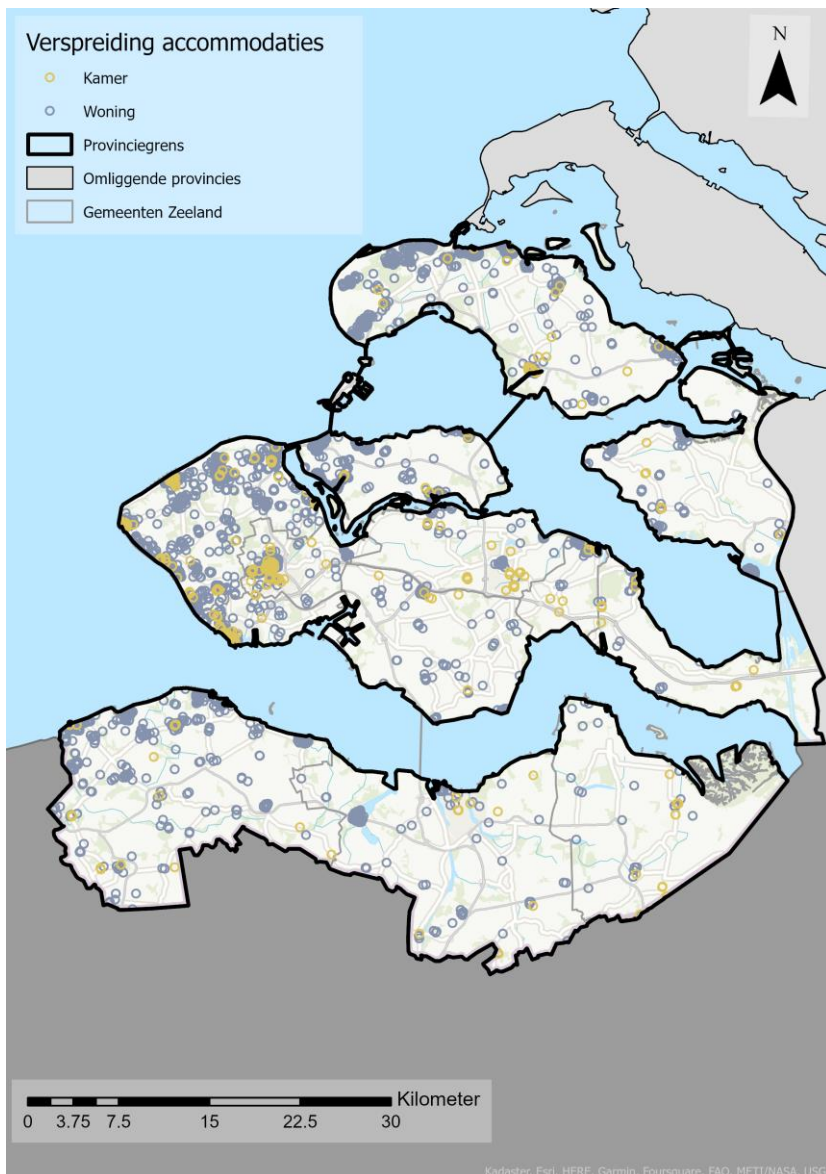 Verspreiding accommodaties
Kamer
Woning
Provinciegrens
Omliggende provincies
Gemeenten Zeeland
N
Kilometer
0 3.75 7.5 15 22.5 30
Kadaster, Esri, HERE, Garmin, Foursquare, FAO, METI/NASA, USG